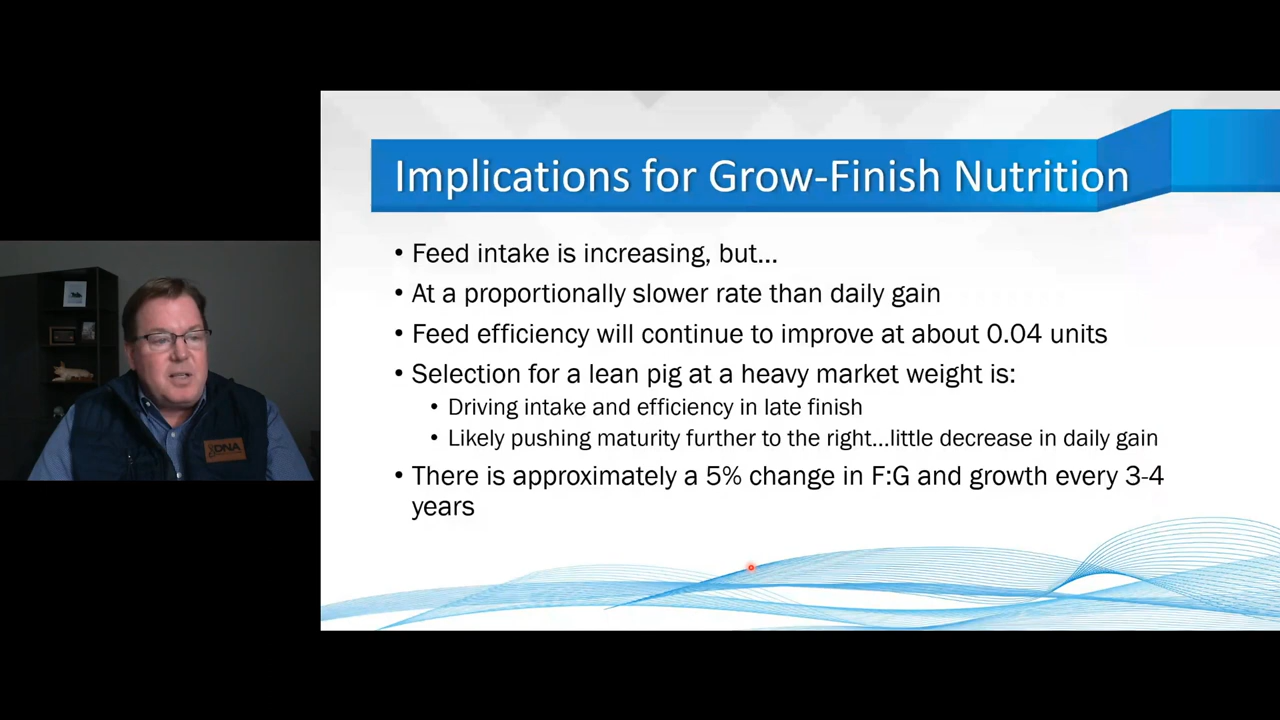 Implications for Grow-Finish Nutrition
• Feed intake is increasing, but...
• At a proportionally slower rate than daily gain
• Feed efficiency will continue to improve at about 0.04 units
• Selection for a lean pig at a heavy market weight is:
• Driving intake and efficiency in late finish
• Likely pushing maturity further to the right...little decrease in daily gain
• There is approximately a 5% change in F:G and growth every 3-4
years
DNA